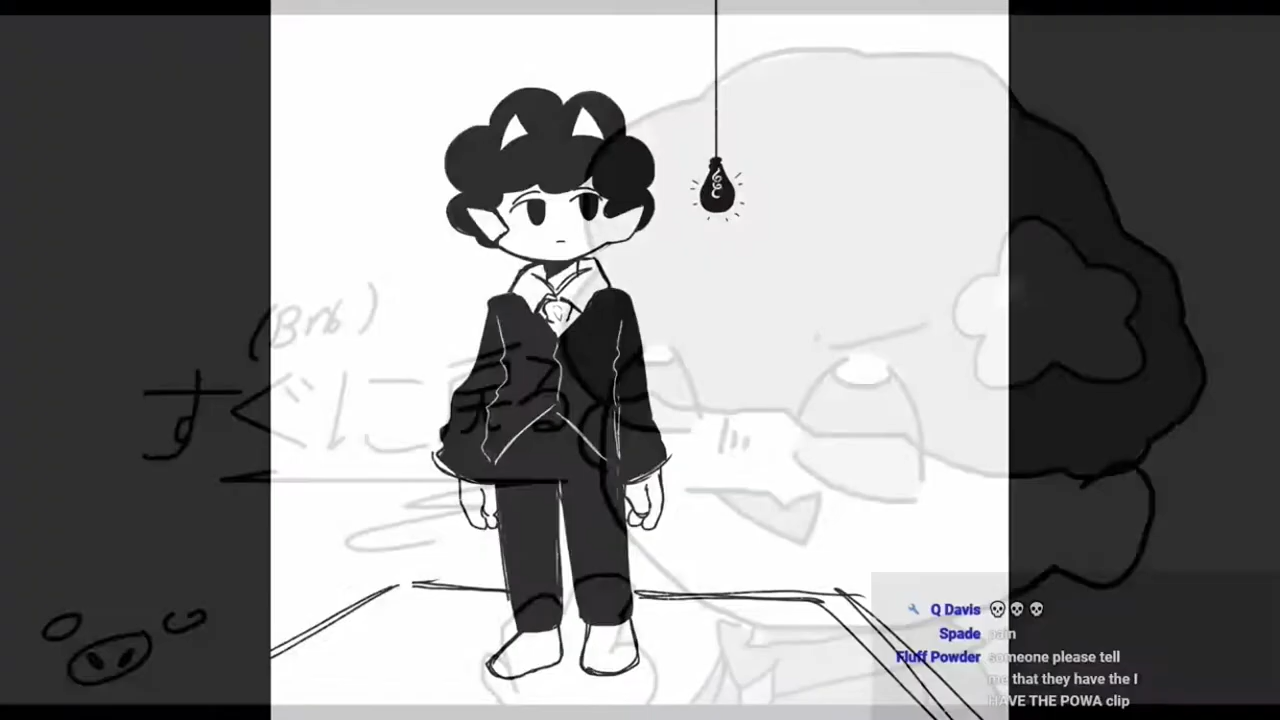 (Brb)
すぐに戻る
Q Davis 💀💀💀
Spade pain
Fluff Powder someone please tell
me that they have the I
HAVE THE POWA clip